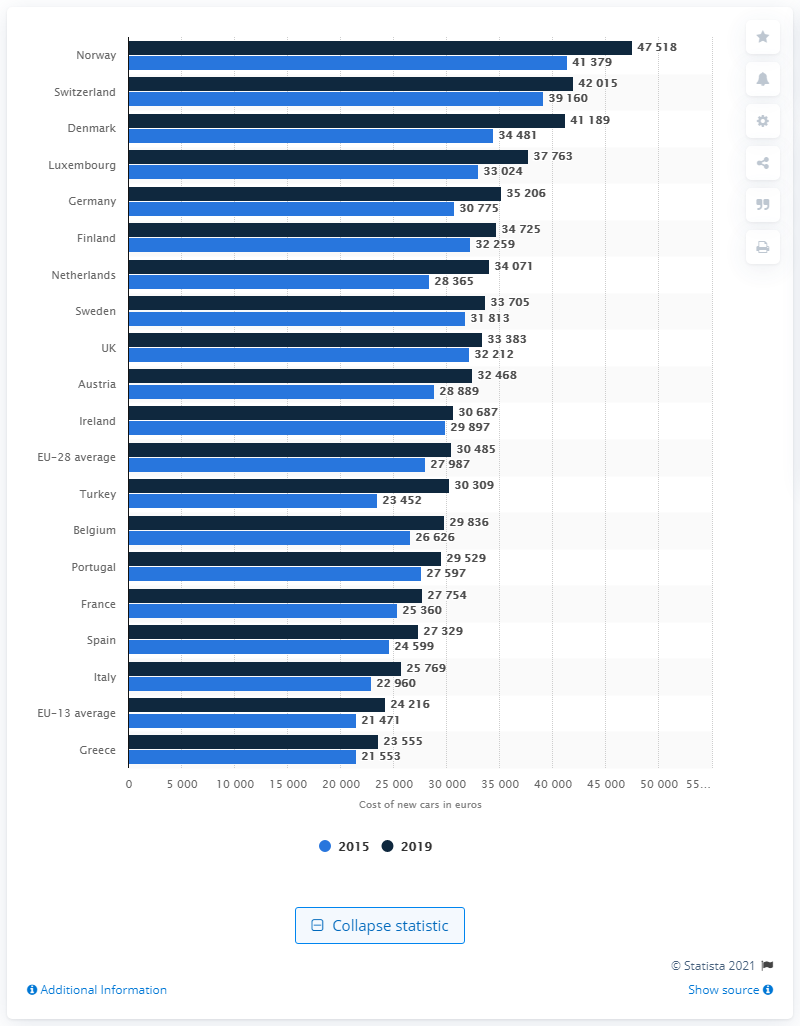 Norway 47 518
41 379
Switzerland 42 015
39 160
Denmark 41 189
34 481
Luxembourg 37 763
33 024
Germany 35 206
30 775
Finland 34 725
32 259
Netherlands 34 071
28 365
Sweden 33 705
31 813
UK 33 383
32 212
Austria 32 468
28 889
Ireland 30 687
29 897
EU-28 average 30 485
27 987
Turkey 30 309
23 452
Belgium 29 836
26 626
Portugal 29 529
27 597
France 27 754
25 360
Spain 27 329
24 599
Italy 25 769
22 960
EU-13 average 24 216
21 471
Greece 23 555
21 553
0 5 000 10 000 15 000 20 000 25 000 30 000 35 000 40 000 45 000 50 000 55…
Cost of new cars in euros
2015 2019
Collapse statistic
© Statista 2021
Additional Information Show source